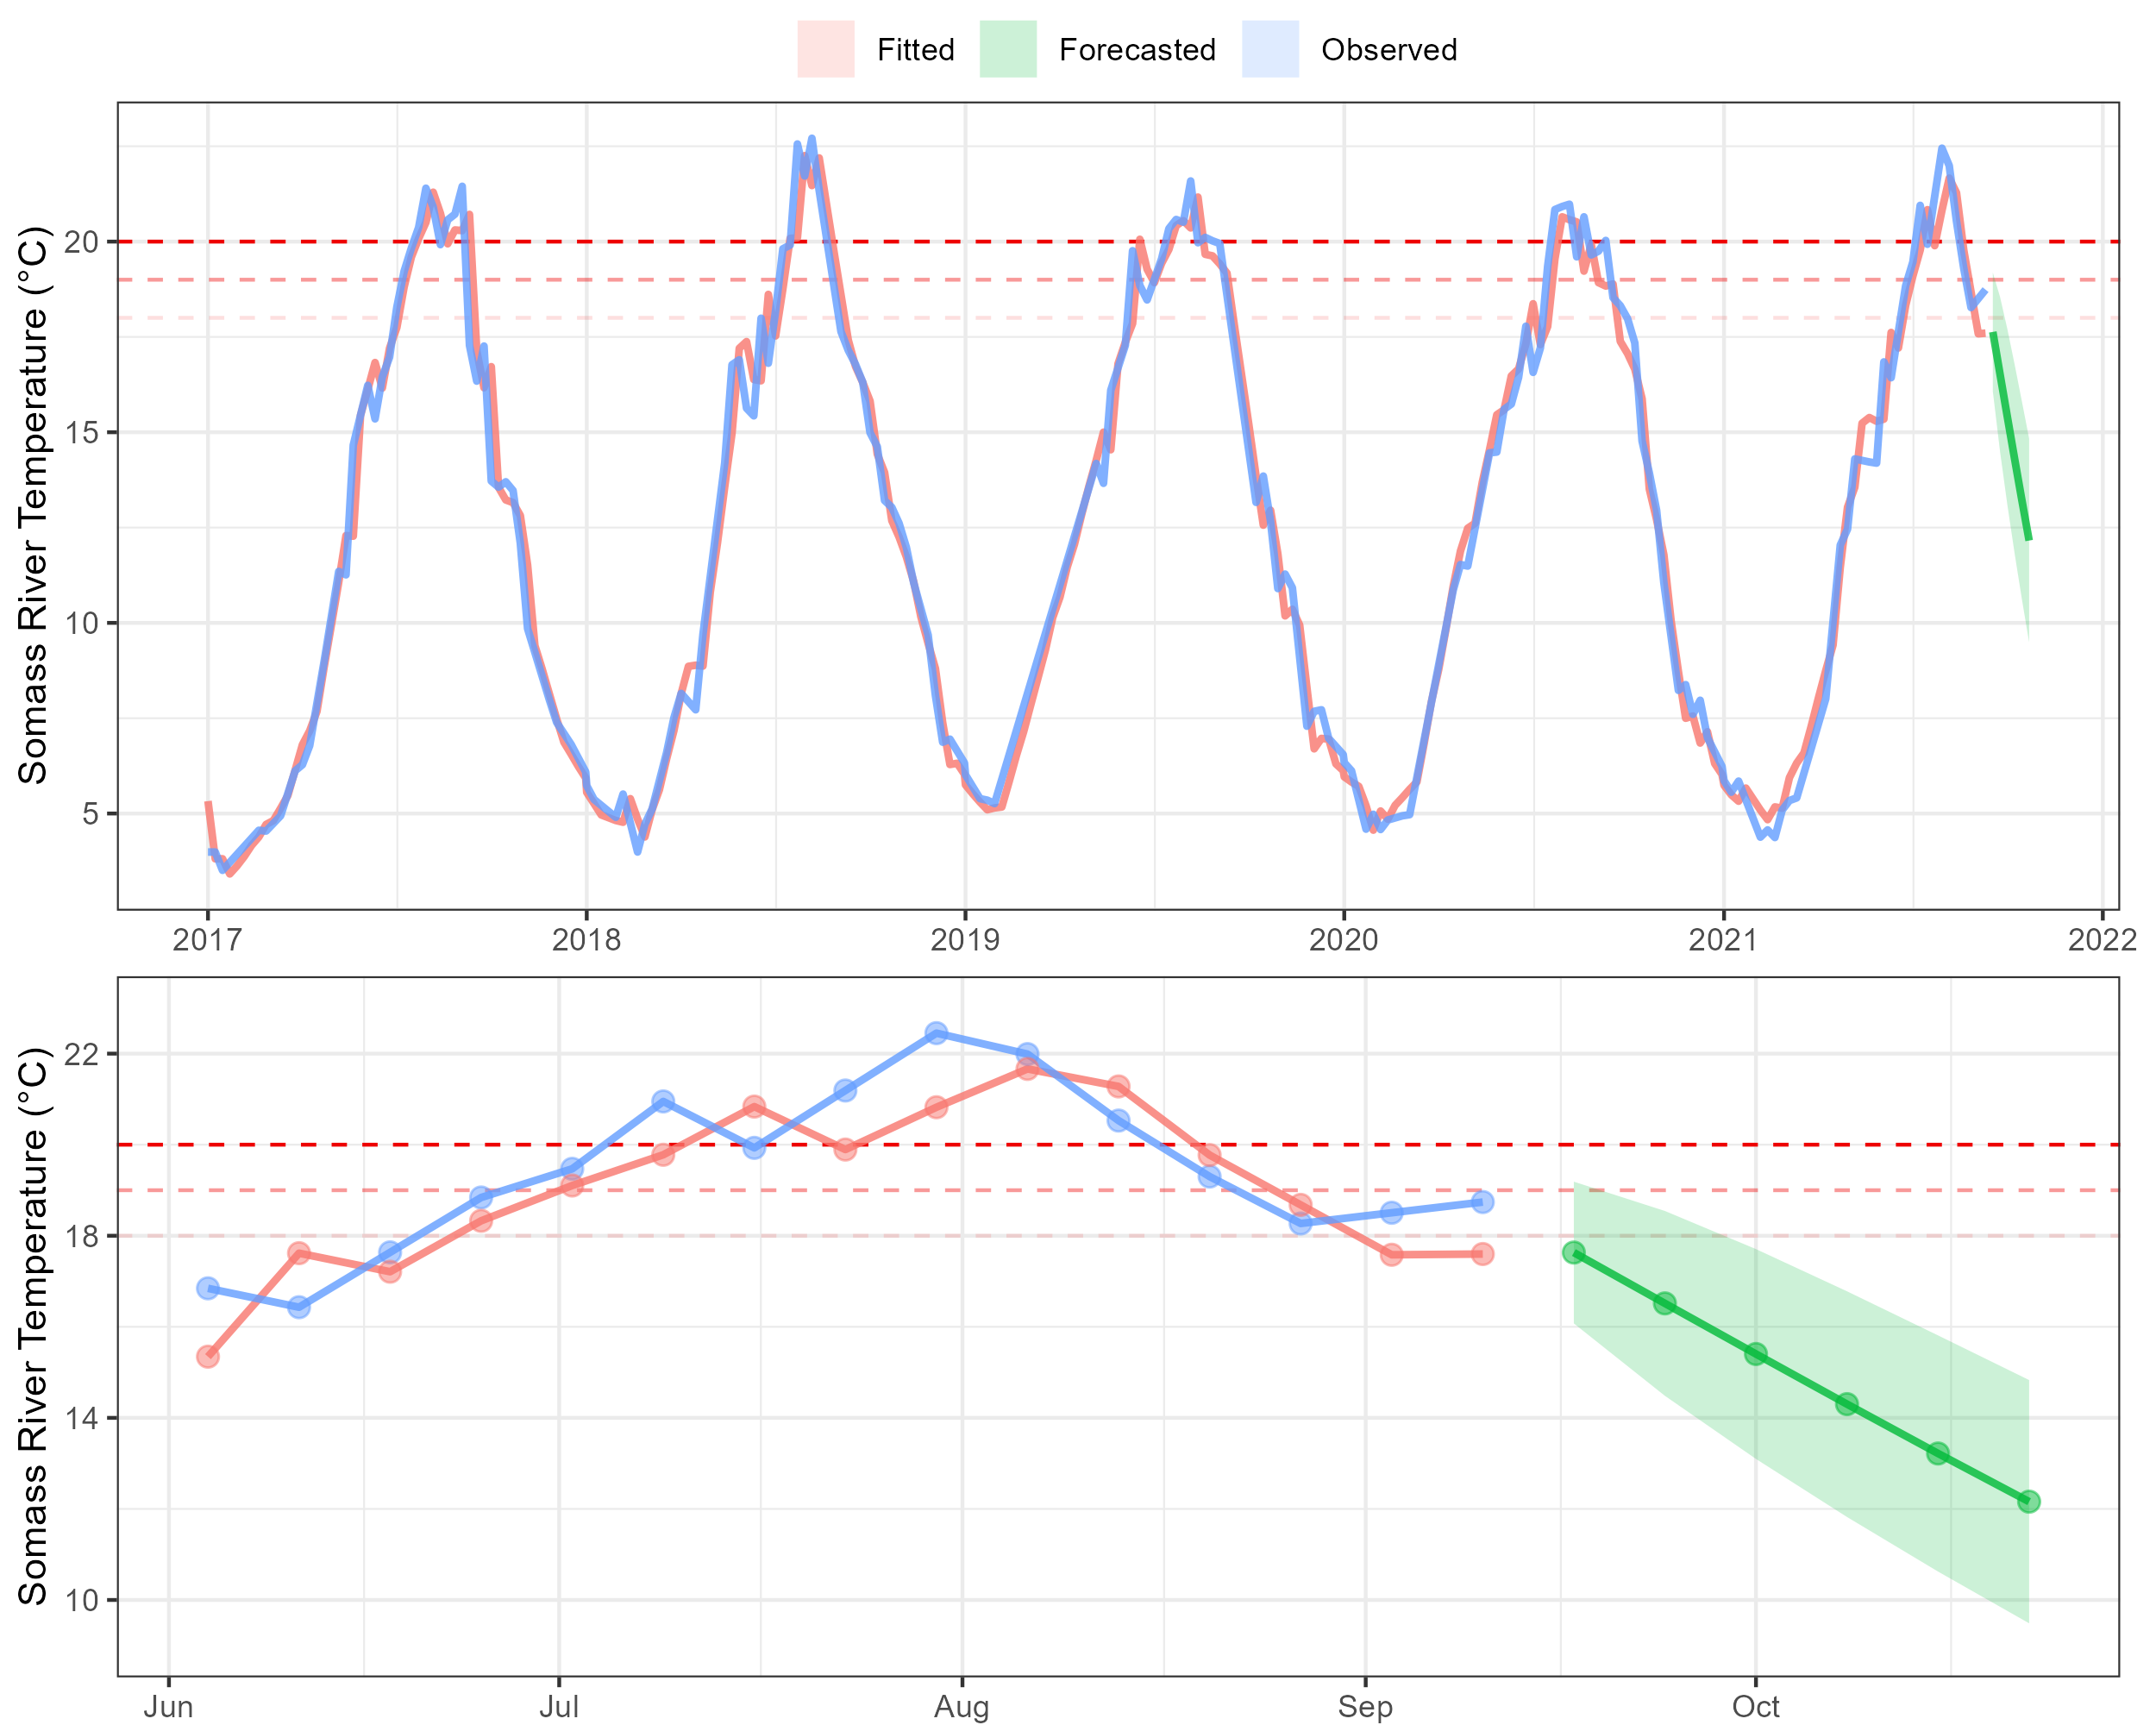 Fitted Forecasted Observed
Somass River Temperature (°C)
20
15
10
5
2017 2018 2019 2020 2021 2022
Somass River Temperature (°C)
22
18
14
10
Jun Jul Aug Sep Oct